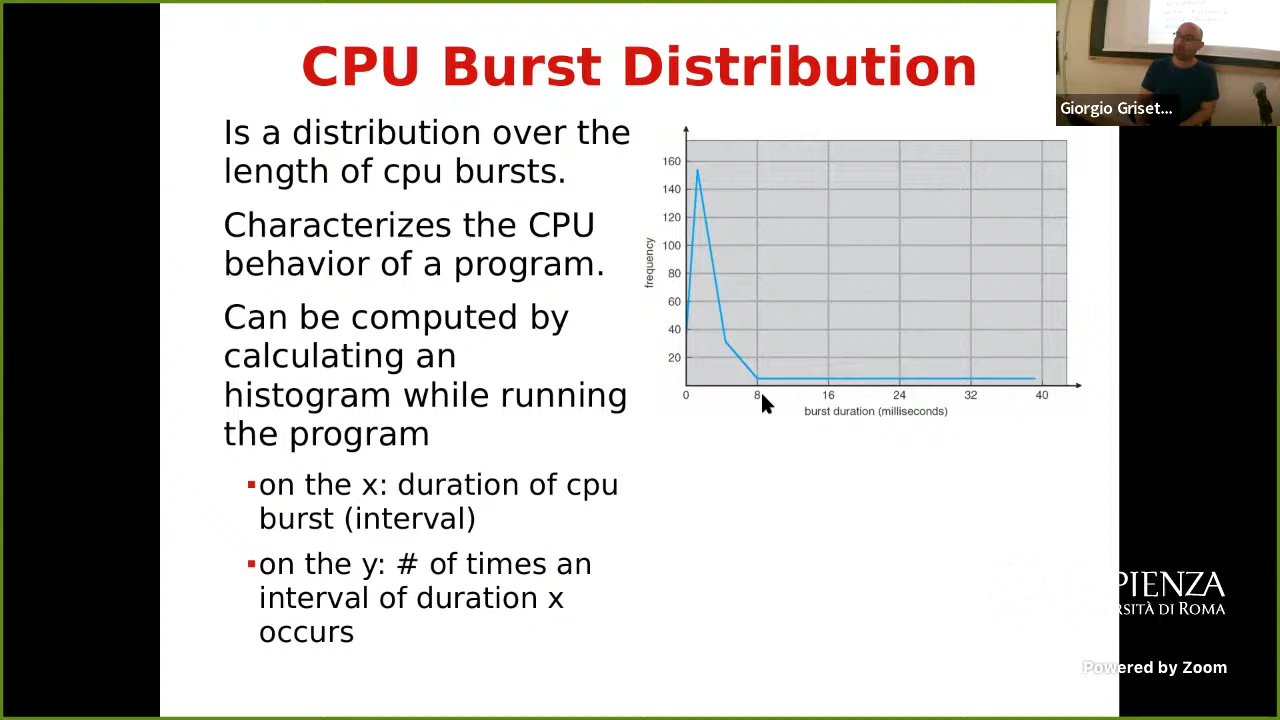 CPU Burst Distribution
Giorgio Griset...
Is a distribution over the
length of cpu bursts.
Characterizes the CPU
behavior of a program.
Can be computed by
calculating an
histogram while running
the program
▪on the x: duration of cpu
burst (interval)
▪on the y: # of times an
interval of duration x
occurs
frequency
160
140
120
100
80
60
40
20
0 8 16 24 32 40
burst duration (milliseconds)
PIENZA
RSITÀ DI ROMA
Powered by Zoom